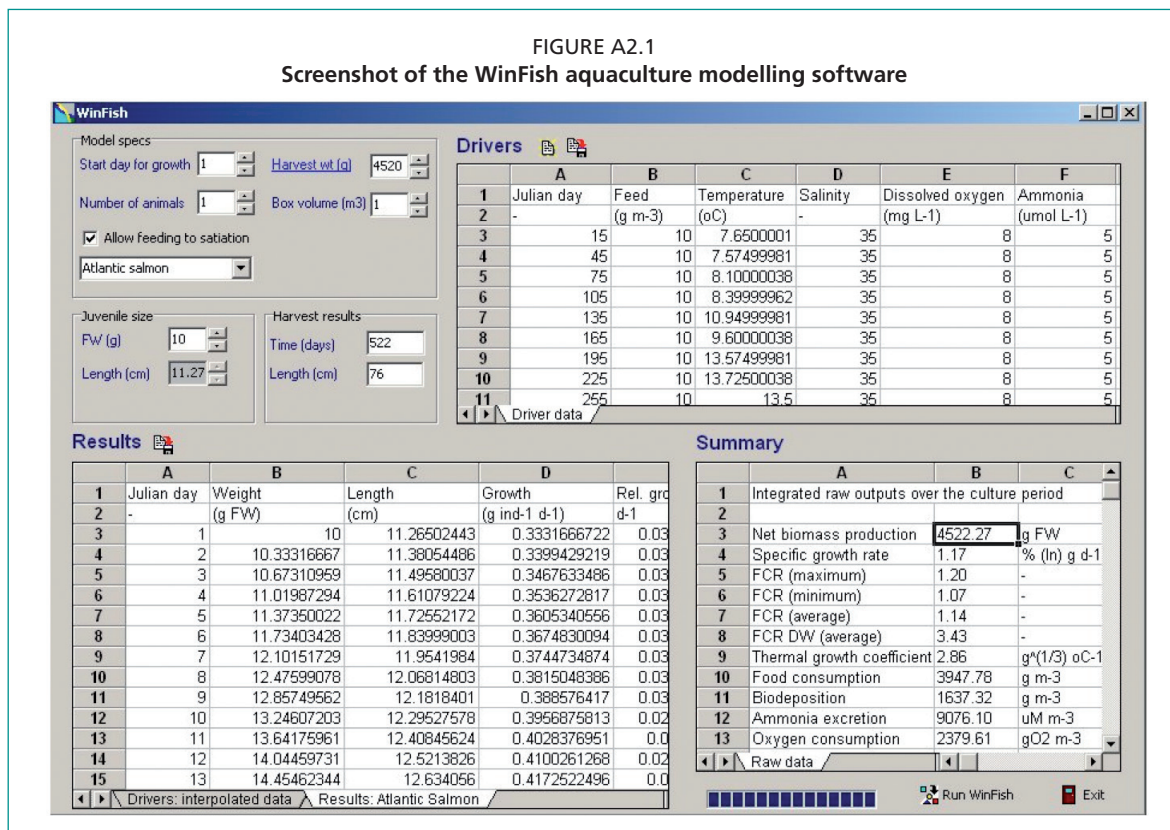 FIGURE A2.1
Screenshot of the WinFish aquaculture modelling software
WinFish
Model specs
Start day for growth 1 Harvest wt (g) 4520
Number of animals 1 Box volume (m3) 1
Allow feeding to satiation
Atlantic salmon
Juvenile size
FW (g) 10
Length (cm) 11.27
Harvest results
Time (days) 522
Length (cm) 76
Drivers
A B C D E F
1 Julian day Feed Temperature Salinity Dissolved oxygen Ammonia
2 - (g m-3) (oC) - (mg L-1) (umol L-1)
3 15 10 7.6500001 35 8 5
4 45 10 7.57499981 35 8 5
5 75 10 8.10000038 35 8 5
6 105 10 8.39999962 35 8 5
7 135 10 10.94999981 35 8 5
8 165 10 9.60000038 35 8 5
9 195 10 13.57499981 35 8 5
10 225 10 13.72500038 35 8 5
11 255 10 13.5 35 8 5
Driver data
Results
A B C D
1 Julian day Weight Length Growth Rel. grc
2 - (g FW) (cm) (g ind-1 d-1) d-1
3 1 10 11.26502443 0.3331666722 0.03
4 2 10.33316667 11.38054486 0.3399429219 0.03
5 3 10.67310959 11.49580037 0.3467633486 0.03
6 4 11.01987294 11.61079224 0.3536272817 0.03
7 5 11.37350022 11.72552172 0.3605340556 0.03
8 6 11.73403428 11.83999003 0.3674830094 0.03
9 7 12.10151729 11.9541984 0.3744734874 0.03
10 8 12.47599078 12.06814803 0.3815048386 0.03
11 9 12.85749562 12.1818401 0.388576417 0.03
12 10 13.24607203 12.29527578 0.3956875813 0.02
13 11 13.64175961 12.40845624 0.4028376951 0.0
14 12 14.04459731 12.5213826 0.4100261268 0.02
15 13 14.45462344 12.634056 0.4172522496 0.0
Drivers: interpolated data Results: Atlantic Salmon
Summary
A B C
1 Integrated raw outputs over the culture period
2
3 Net biomass production 4522.27 g FW
4 Specific growth rate 1.17 % (ln) g d-1
5 FCR (maximum) 1.20 -
6 FCR (minimum) 1.07 -
7 FCR (average) 1.14 -
8 FCR DW (average) 3.43 -
9 Thermal growth coefficient 2.86 g^(1/3) oC-1
10 Food consumption 3947.78 g m-3
11 Biodeposition 1637.32 g m-3
12 Ammonia excretion 9076.10 uM m-3
13 Oxygen consumption 2379.61 gO2 m-3
Raw data
Run WinFish Exit